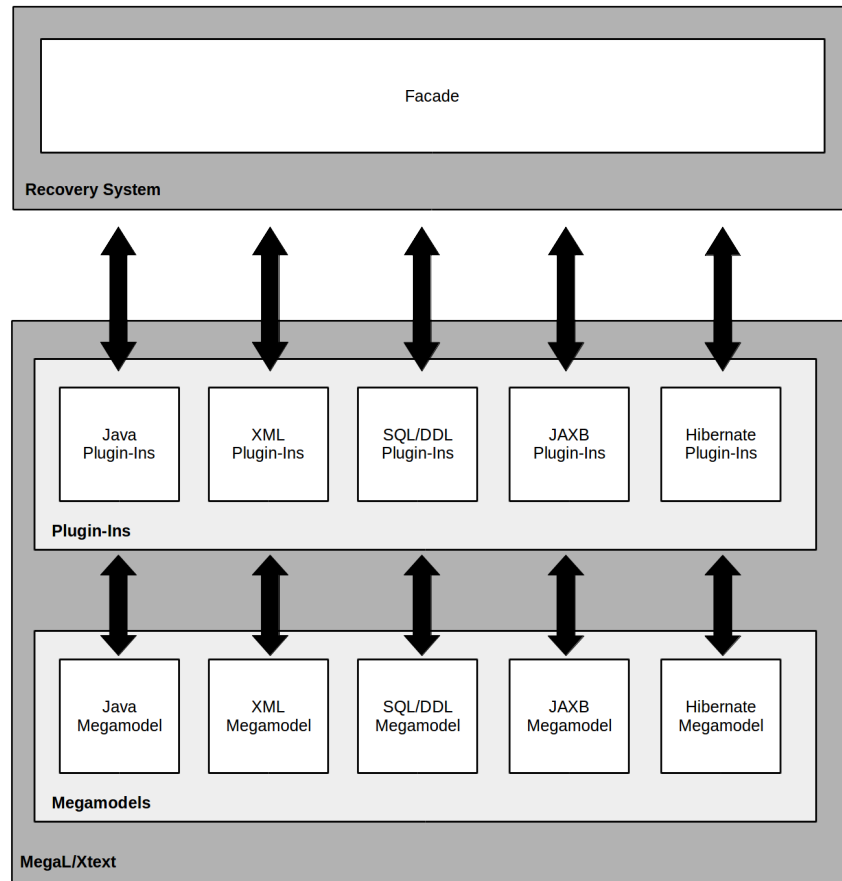 Facade
Recovery System
Java
Plugin-Ins
XML
Plugin-Ins
SQL/DDL
Plugin-Ins
JAXB
Plugin-Ins
Hibernate
Plugin-Ins
Plugin-Ins
Java
Megamodel
XML
Megamodel
SQL/DDL
Megamodel
JAXB
Megamodel
Hibernate
Megamodel
Megamodels
MegaL/Xtext